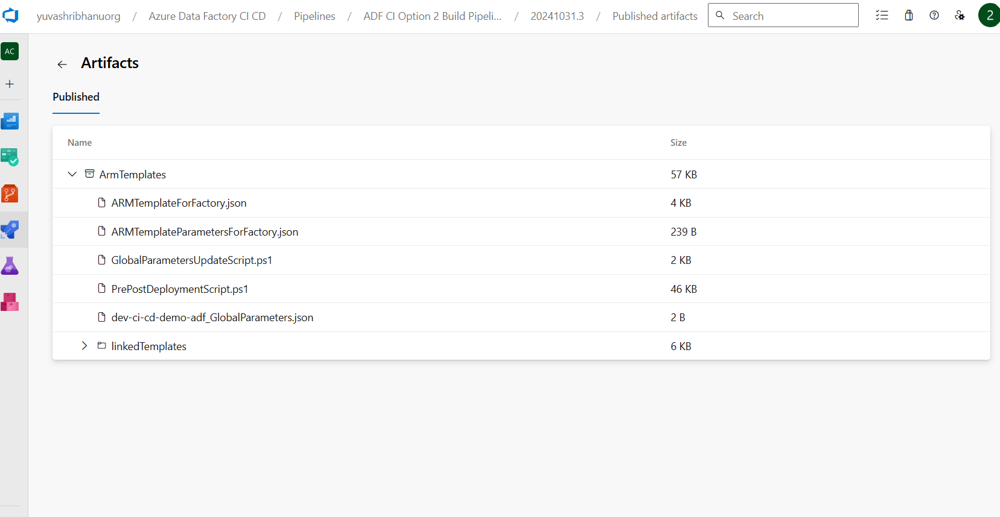 yuvashribhanuorg / Azure Data Factory CI CD / Pipelines / ADF CI Option 2 Build Pipeli... / 20241031.3 / Published artifacts Search 2
AC
Artifacts
Published
Name Size
ArmTemplates 57 KB
ARMTemplateForFactory.json 4 KB
ARMTemplateParametersForFactory.json 239 B
GlobalParametersUpdateScript.ps1 2 KB
PrePostDeploymentScript.ps1 46 KB
dev-ci-cd-demo-adf_GlobalParameters.json 2 B
linkedTemplates 6 KB